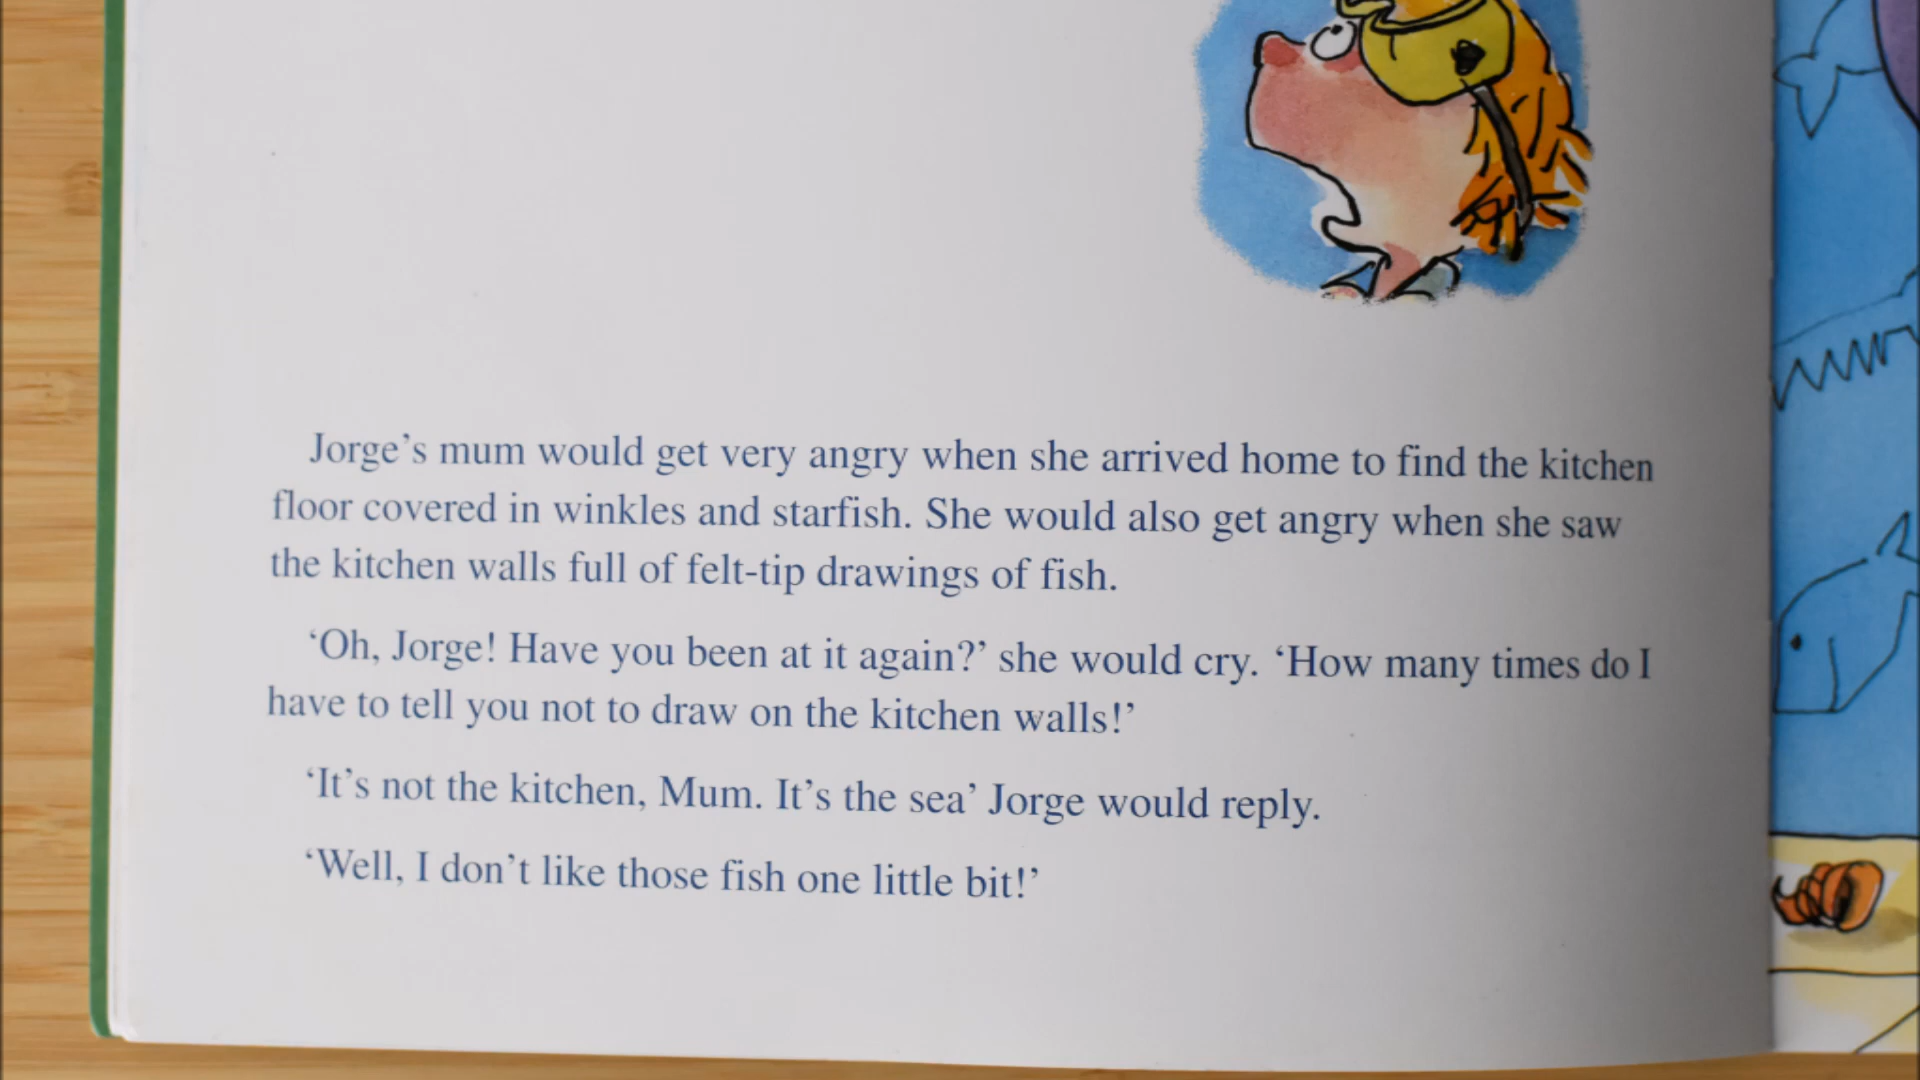 Jorge’s mum would get very angry when she arrived home to find the kitchen
floor covered in winkles and starfish. She would also get angry when she saw
the kitchen walls full of felt-tip drawings of fish.
‘Oh, Jorge! Have you been at it again?’ she would cry. ‘How many times do I
have to tell you not to draw on the kitchen walls!’
‘It’s not the kitchen, Mum. It’s the sea’ Jorge would reply.
‘Well, I don’t like those fish one little bit!’